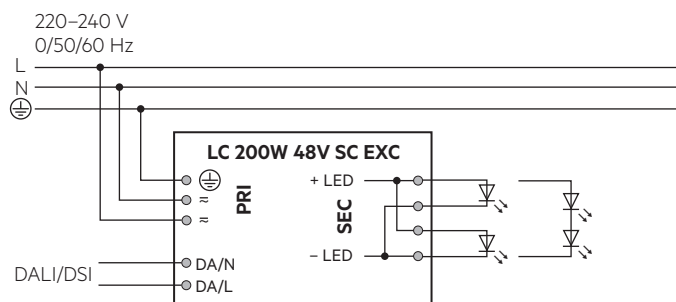 220–240 V
0/50/60 Hz
L
N
LC 200W 48V SC EXC
PRI
SEC
+ LED
≂
≂
– LED
DALI/DSI
DA/N
DA/L